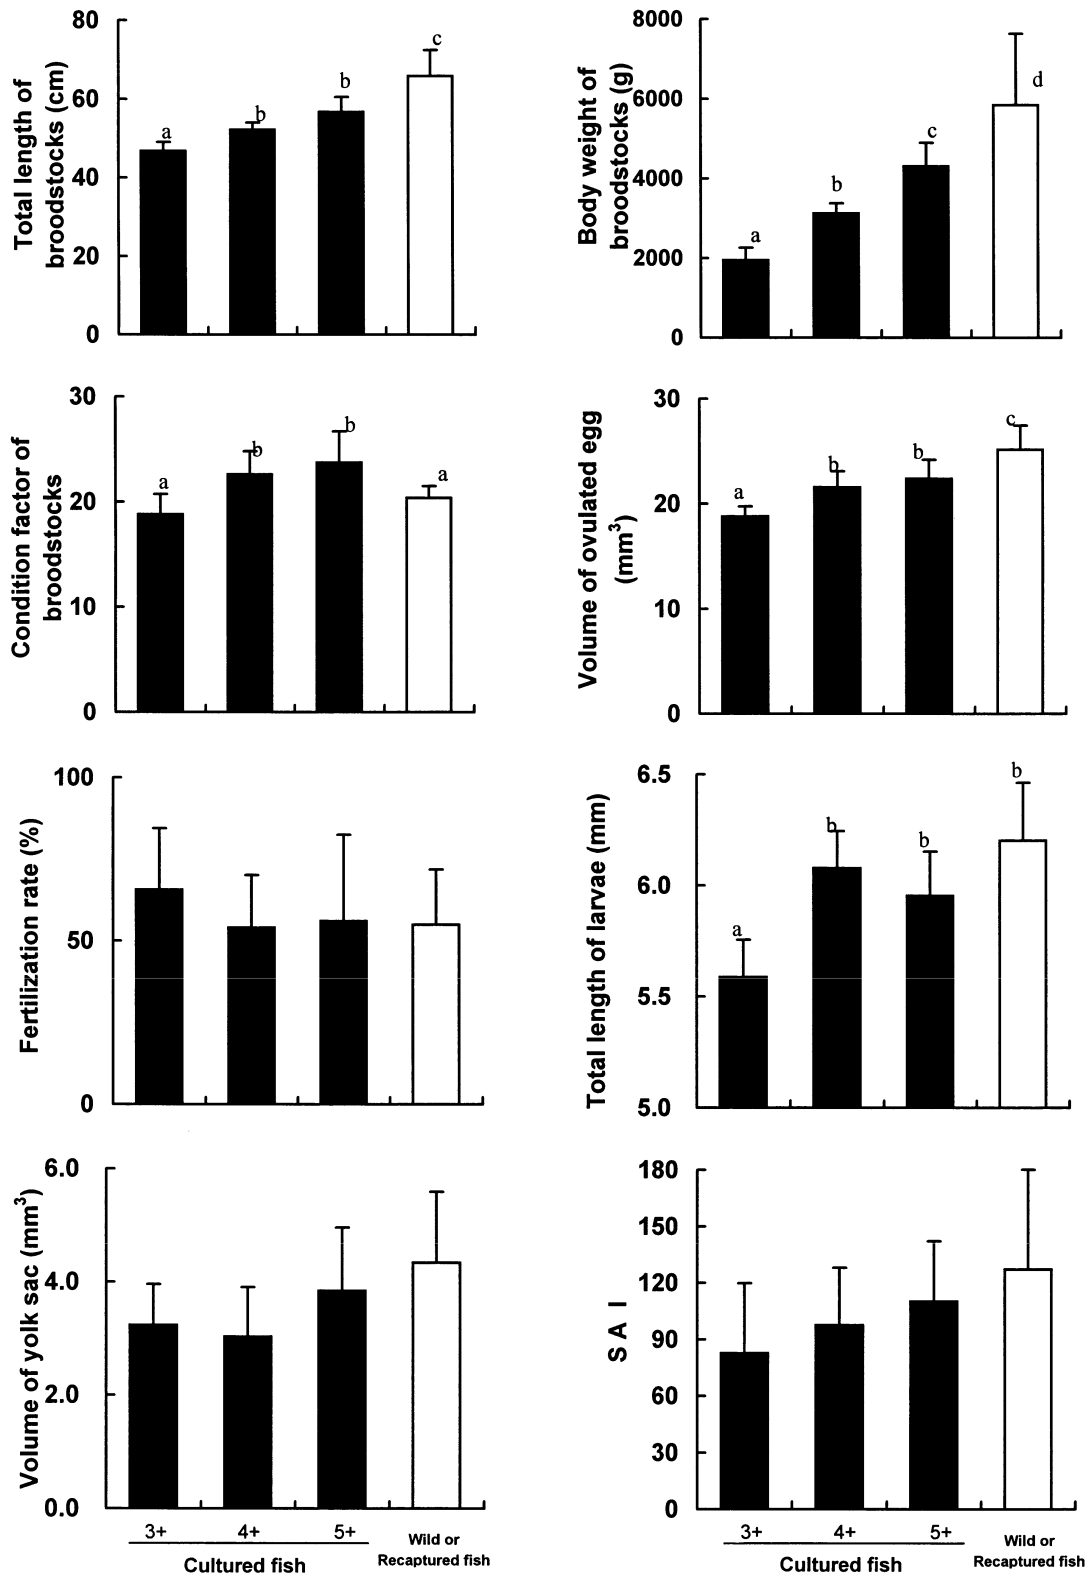 Total length of
broodstocks (cm)
80
60
40
20
0
a
b
b
c
Body weight of
broodstocks (g)
8000
6000
4000
2000
0
a
b
c
d
Condition factor of
broodstocks
30
20
10
0
a
b
b
a
Volume of ovulated egg
(mm3)
30
20
10
0
a
b
b
c
Fertilization rate (%)
100
50
0
Total length of larvae (mm)
6.5
6.0
5.5
5.0
a
b
b
b
Volume of yolk sac (mm3)
6.0
4.0
2.0
0.0
3+ 4+ 5+ Wild or
Cultured fish Recaptured fish
S A I
180
150
120
90
60
30
0
3+ 4+ 5+ Wild or
Cultured fish Recaptured fish